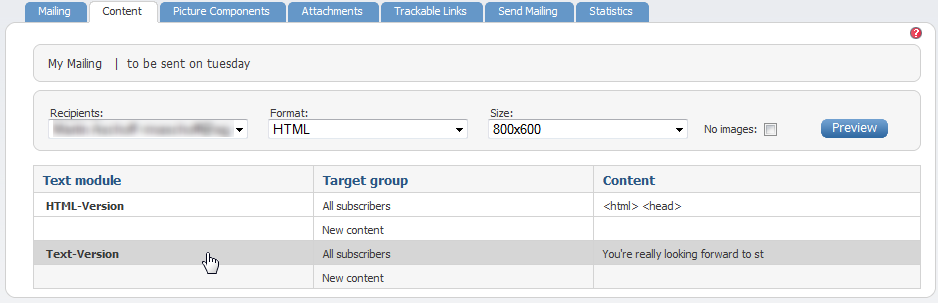 Mailing Content Picture Components Attachments Trackable Links Send Mailing Statistics
?
My Mailing | to be sent on tuesday
Recipients: Format: Size:
HTML 800x600 No images: Preview
Text module Target group Content
HTML-Version All subscribers <html> <head>
New content
Text-Version All subscribers You're really looking forward to st
New content